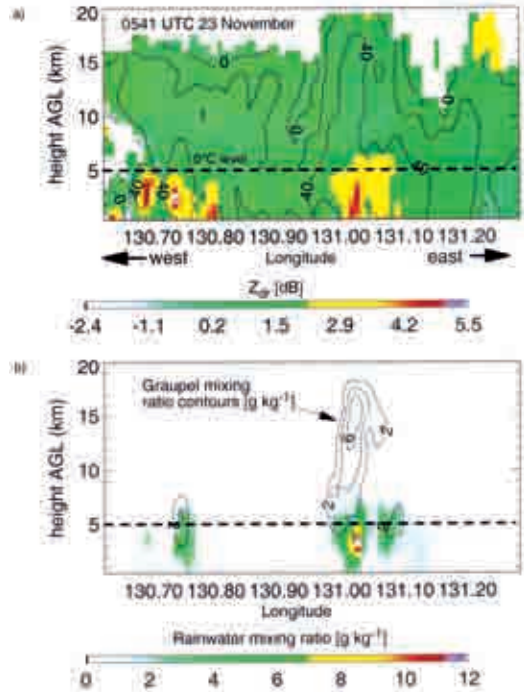 a)
0541 UTC 23 November
20
15
10
5
height AGL (km)
0°C level
0
40
40
40
40
0
0
130.70 130.80 130.90 131.00 131.10 131.20
Longitude
west
east
Zdr [dB]
-2.4 -1.1 0.2 1.5 2.9 4.2 5.5
b)
20
15
10
5
height AGL (km)
Graupel mixing
ratio contours [g kg⁻¹]
6
2
2
130.70 130.80 130.90 131.00 131.10 131.20
Longitude
Rainwater mixing ratio [g kg⁻¹]
0 2 4 6 8 10 12